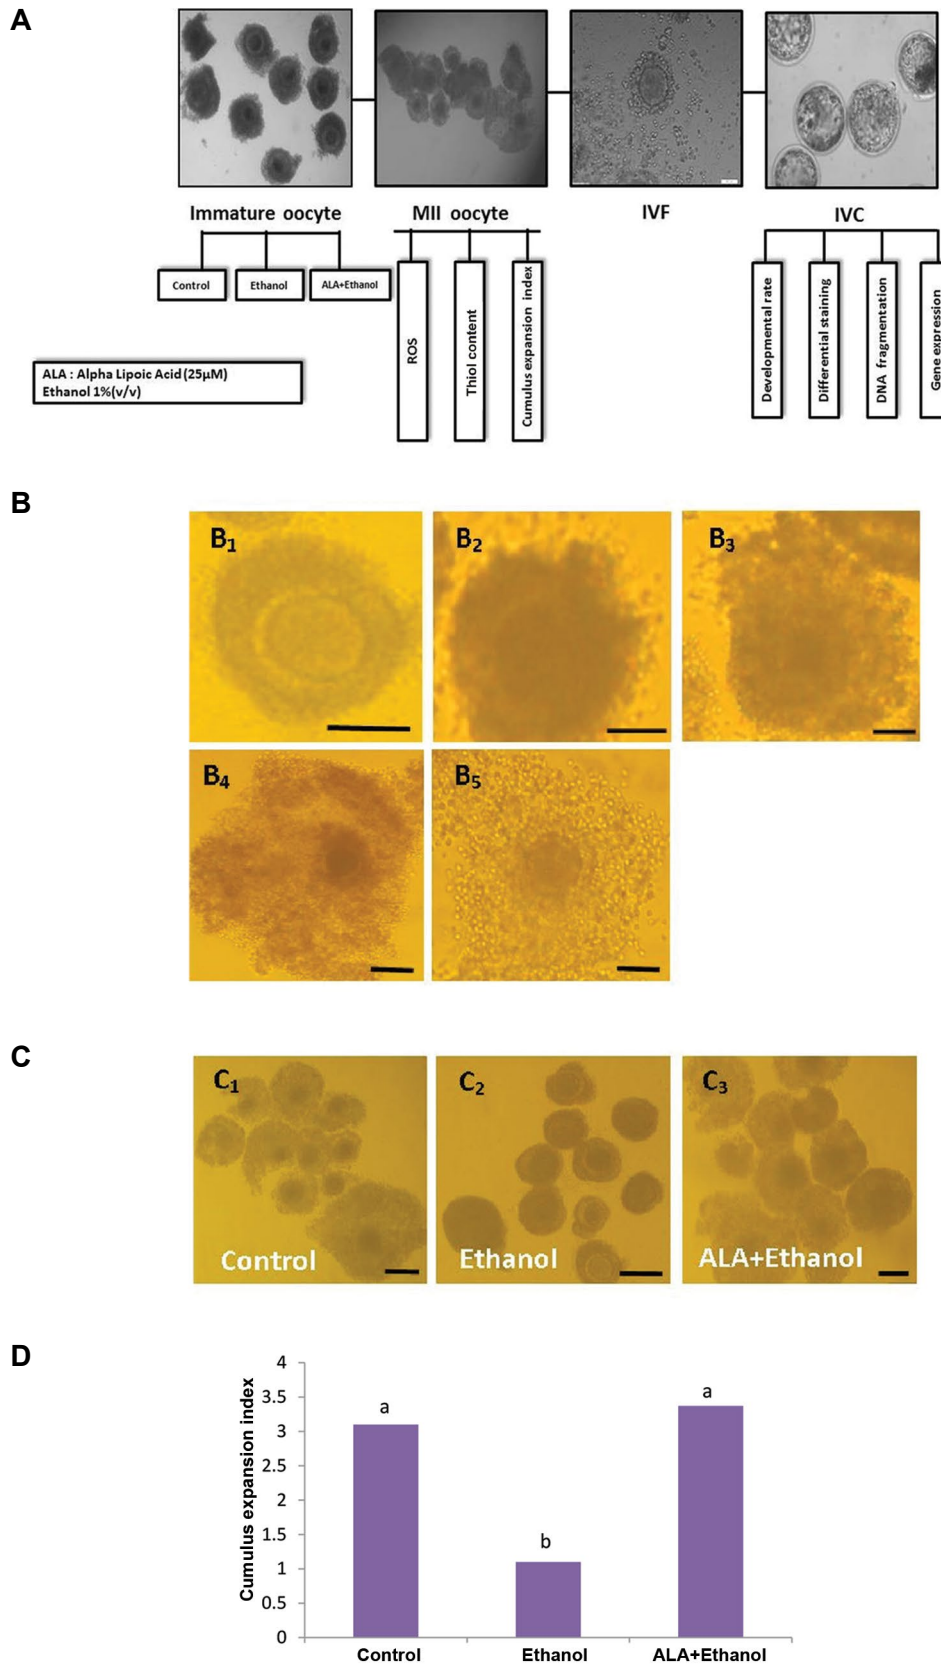 A
Immature oocyte
MII oocyte
IVF
IVC
Control
Ethanol
ALA+Ethanol
ROS
Thiol content
Cumulus expansion index
Developmental rate
Differential staining
DNA fragmentation
Gene expression
ALA : Alpha Lipoic Acid (25µM)
Ethanol 1%(v/v)
B
B1
B2
B3
B4
B5
C
C1
C2
C3
Control
Ethanol
ALA+Ethanol
D
Cumulus expansion index
4
3.5
3
2.5
2
1.5
1
0.5
0
a
b
a
Control
Ethanol
ALA+Ethanol